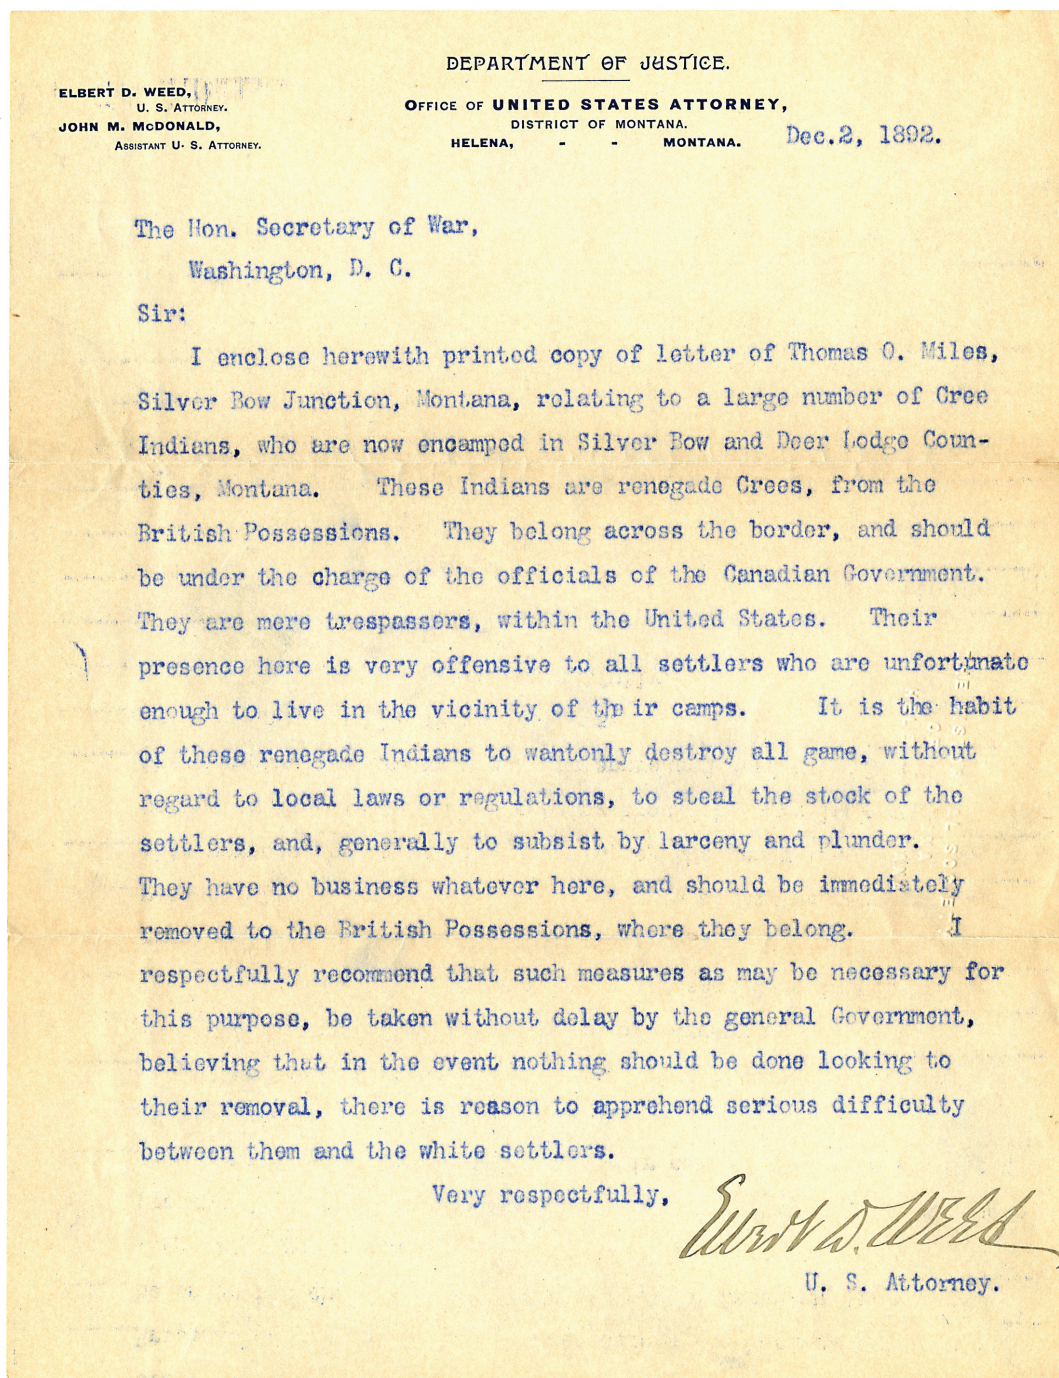 DEPARTMENT OF JUSTICE.
ELBERT D. WEED,
U. S. ATTORNEY.
JOHN M. McDONALD,
ASSISTANT U. S. ATTORNEY.
OFFICE OF UNITED STATES ATTORNEY,
DISTRICT OF MONTANA.
HELENA, - - MONTANA.
Dec.2, 1892.
The Hon. Secretary of War,
Washington, D. C.
Sir:
I enclose herewith printed copy of letter of Thomas O. Miles,
Silver Bow Junction, Montana, relating to a large number of Cree
Indians, who are now encamped in Silver Bow and Deer Lodge Coun-
ties, Montana. These Indians are renegade Crees, from the
British Possessions. They belong across the border, and should
be under the charge of the officials of the Canadian Government.
They are mere trespassers, within the United States. Their
presence here is very offensive to all settlers who are unfortunate
enough to live in the vicinity of their camps. It is the habit
of these renegade Indians to wantonly destroy all game, without
regard to local laws or regulations, to steal the stock of the
settlers, and, generally to subsist by larceny and plunder.
They have no business whatever here, and should be immediately
removed to the British Possessions, where they belong. I
respectfully recommend that such measures as may be necessary for
this purpose, be taken without delay by the general Government,
believing that in the event nothing should be done looking to
their removal, there is reason to apprehend serious difficulty
between them and the white settlers.
Very respectfully,
Elbert D. Weed
U. S. Attorney.